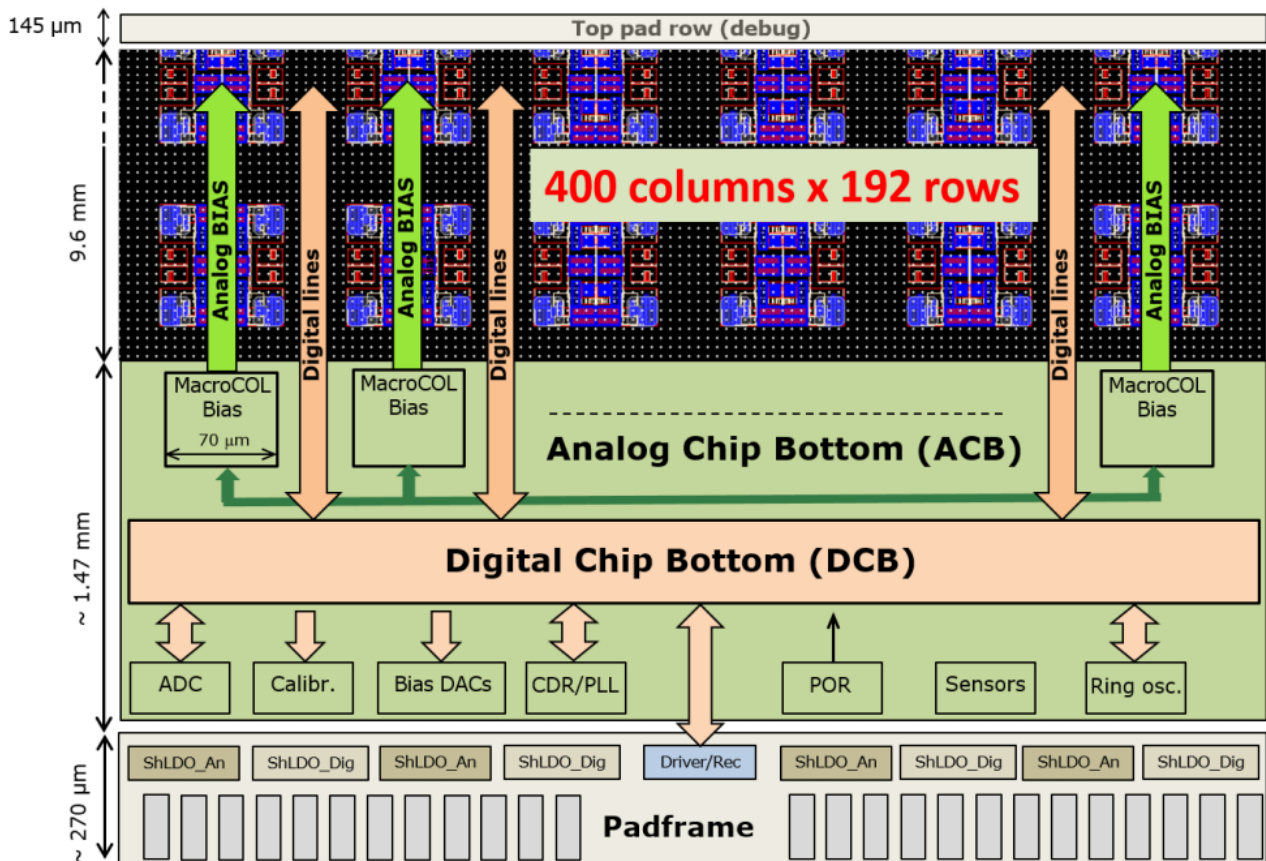 145 µm
Top pad row (debug)
9.6 mm
400 columns x 192 rows
Analog BIAS
Digital lines
Analog BIAS
Digital lines
Digital lines
Analog BIAS
MacroCOL
Bias
70 µm
MacroCOL
Bias
MacroCOL
Bias
Analog Chip Bottom (ACB)
~ 1.47 mm
Digital Chip Bottom (DCB)
ADC
Calibr.
Bias DACs
CDR/PLL
POR
Sensors
Ring osc.
~ 270 µm
ShLDO_An
ShLDO_Dig
ShLDO_An
ShLDO_Dig
Driver/Rec
ShLDO_An
ShLDO_Dig
ShLDO_An
ShLDO_Dig
Padframe